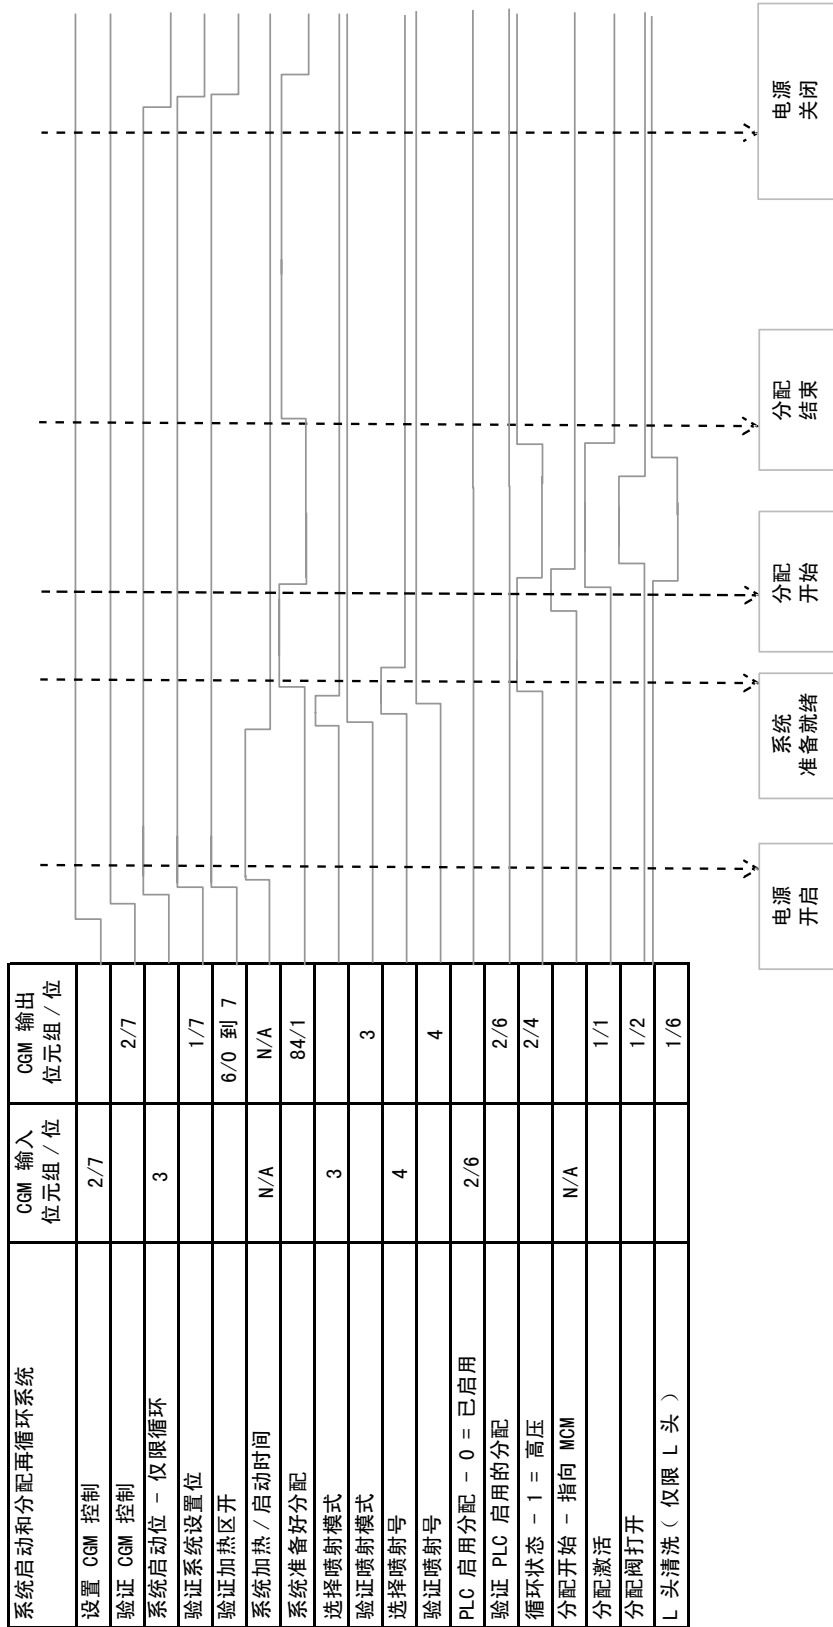 系统启动和分配再循环系统
CGM 输入
位元组 / 位
CGM 输出
位元组 / 位
设置 CGM 控制
2/7
验证 CGM 控制
2/7
系统启动位 - 仅限循环
3
验证系统设置位
1/7
验证加热区开
6/0 到 7
系统加热 / 启动时间
N/A
N/A
系统准备好分配
84/1
选择喷射模式
3
验证喷射模式
3
选择喷射号
4
验证喷射号
4
PLC 启用分配 - 0 = 已启用
2/6
验证 PLC 启用的分配
2/6
循环状态 - 1 = 高压
2/4
分配开始 - 指向 MCM
N/A
分配激活
1/1
分配阀打开
1/2
L 头清洗( 仅限 L 头 )
1/6
电源
开启
系统
准备就绪
分配
开始
分配
结束
电源
关闭